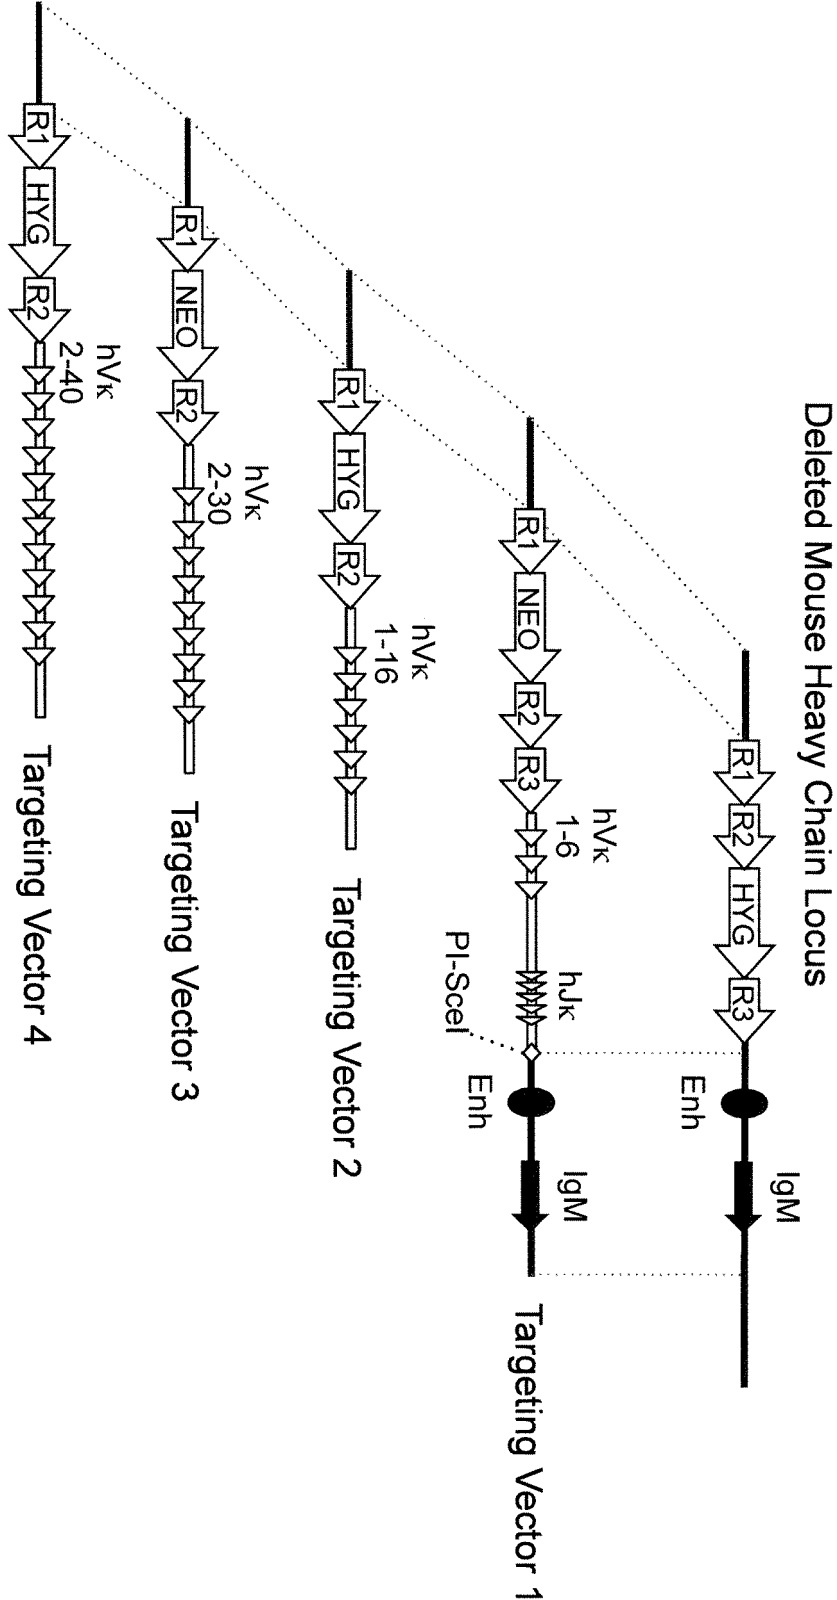 Deleted Mouse Heavy Chain Locus
R1 R2 HYG R3
Enh
IgM
R1 NEO R2 R3
hVκ
1-6
hJκ
PI-SceI
Enh
IgM
Targeting Vector 1
R1 HYG R2
hVκ
1-16
Targeting Vector 2
R1 NEO R2
hVκ
2-30
Targeting Vector 3
R1 HYG R2
hVκ
2-40
Targeting Vector 4